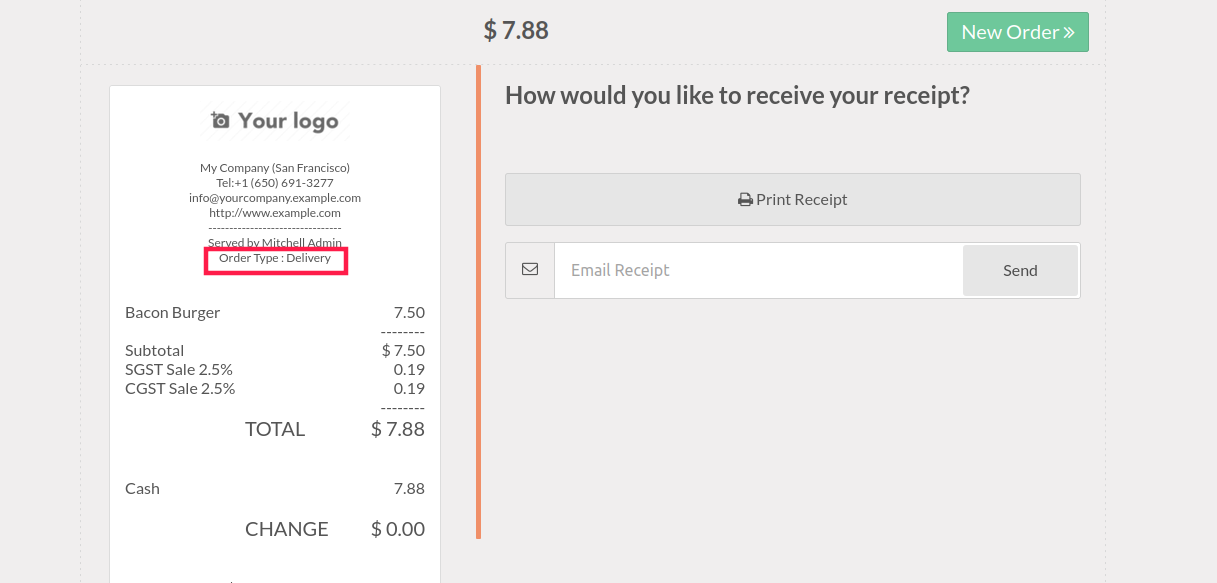 $ 7.88
New Order »
Your logo
My Company (San Francisco)
Tel:+1 (650) 691-3277
info@yourcompany.example.com
http://www.example.com
--------------------------------
Served by Mitchell Admin
Order Type : Delivery
Bacon Burger 7.50
--------
Subtotal $ 7.50
SGST Sale 2.5% 0.19
CGST Sale 2.5% 0.19
--------
TOTAL $ 7.88
Cash 7.88
CHANGE $ 0.00
How would you like to receive your receipt?
Print Receipt
Email Receipt Send